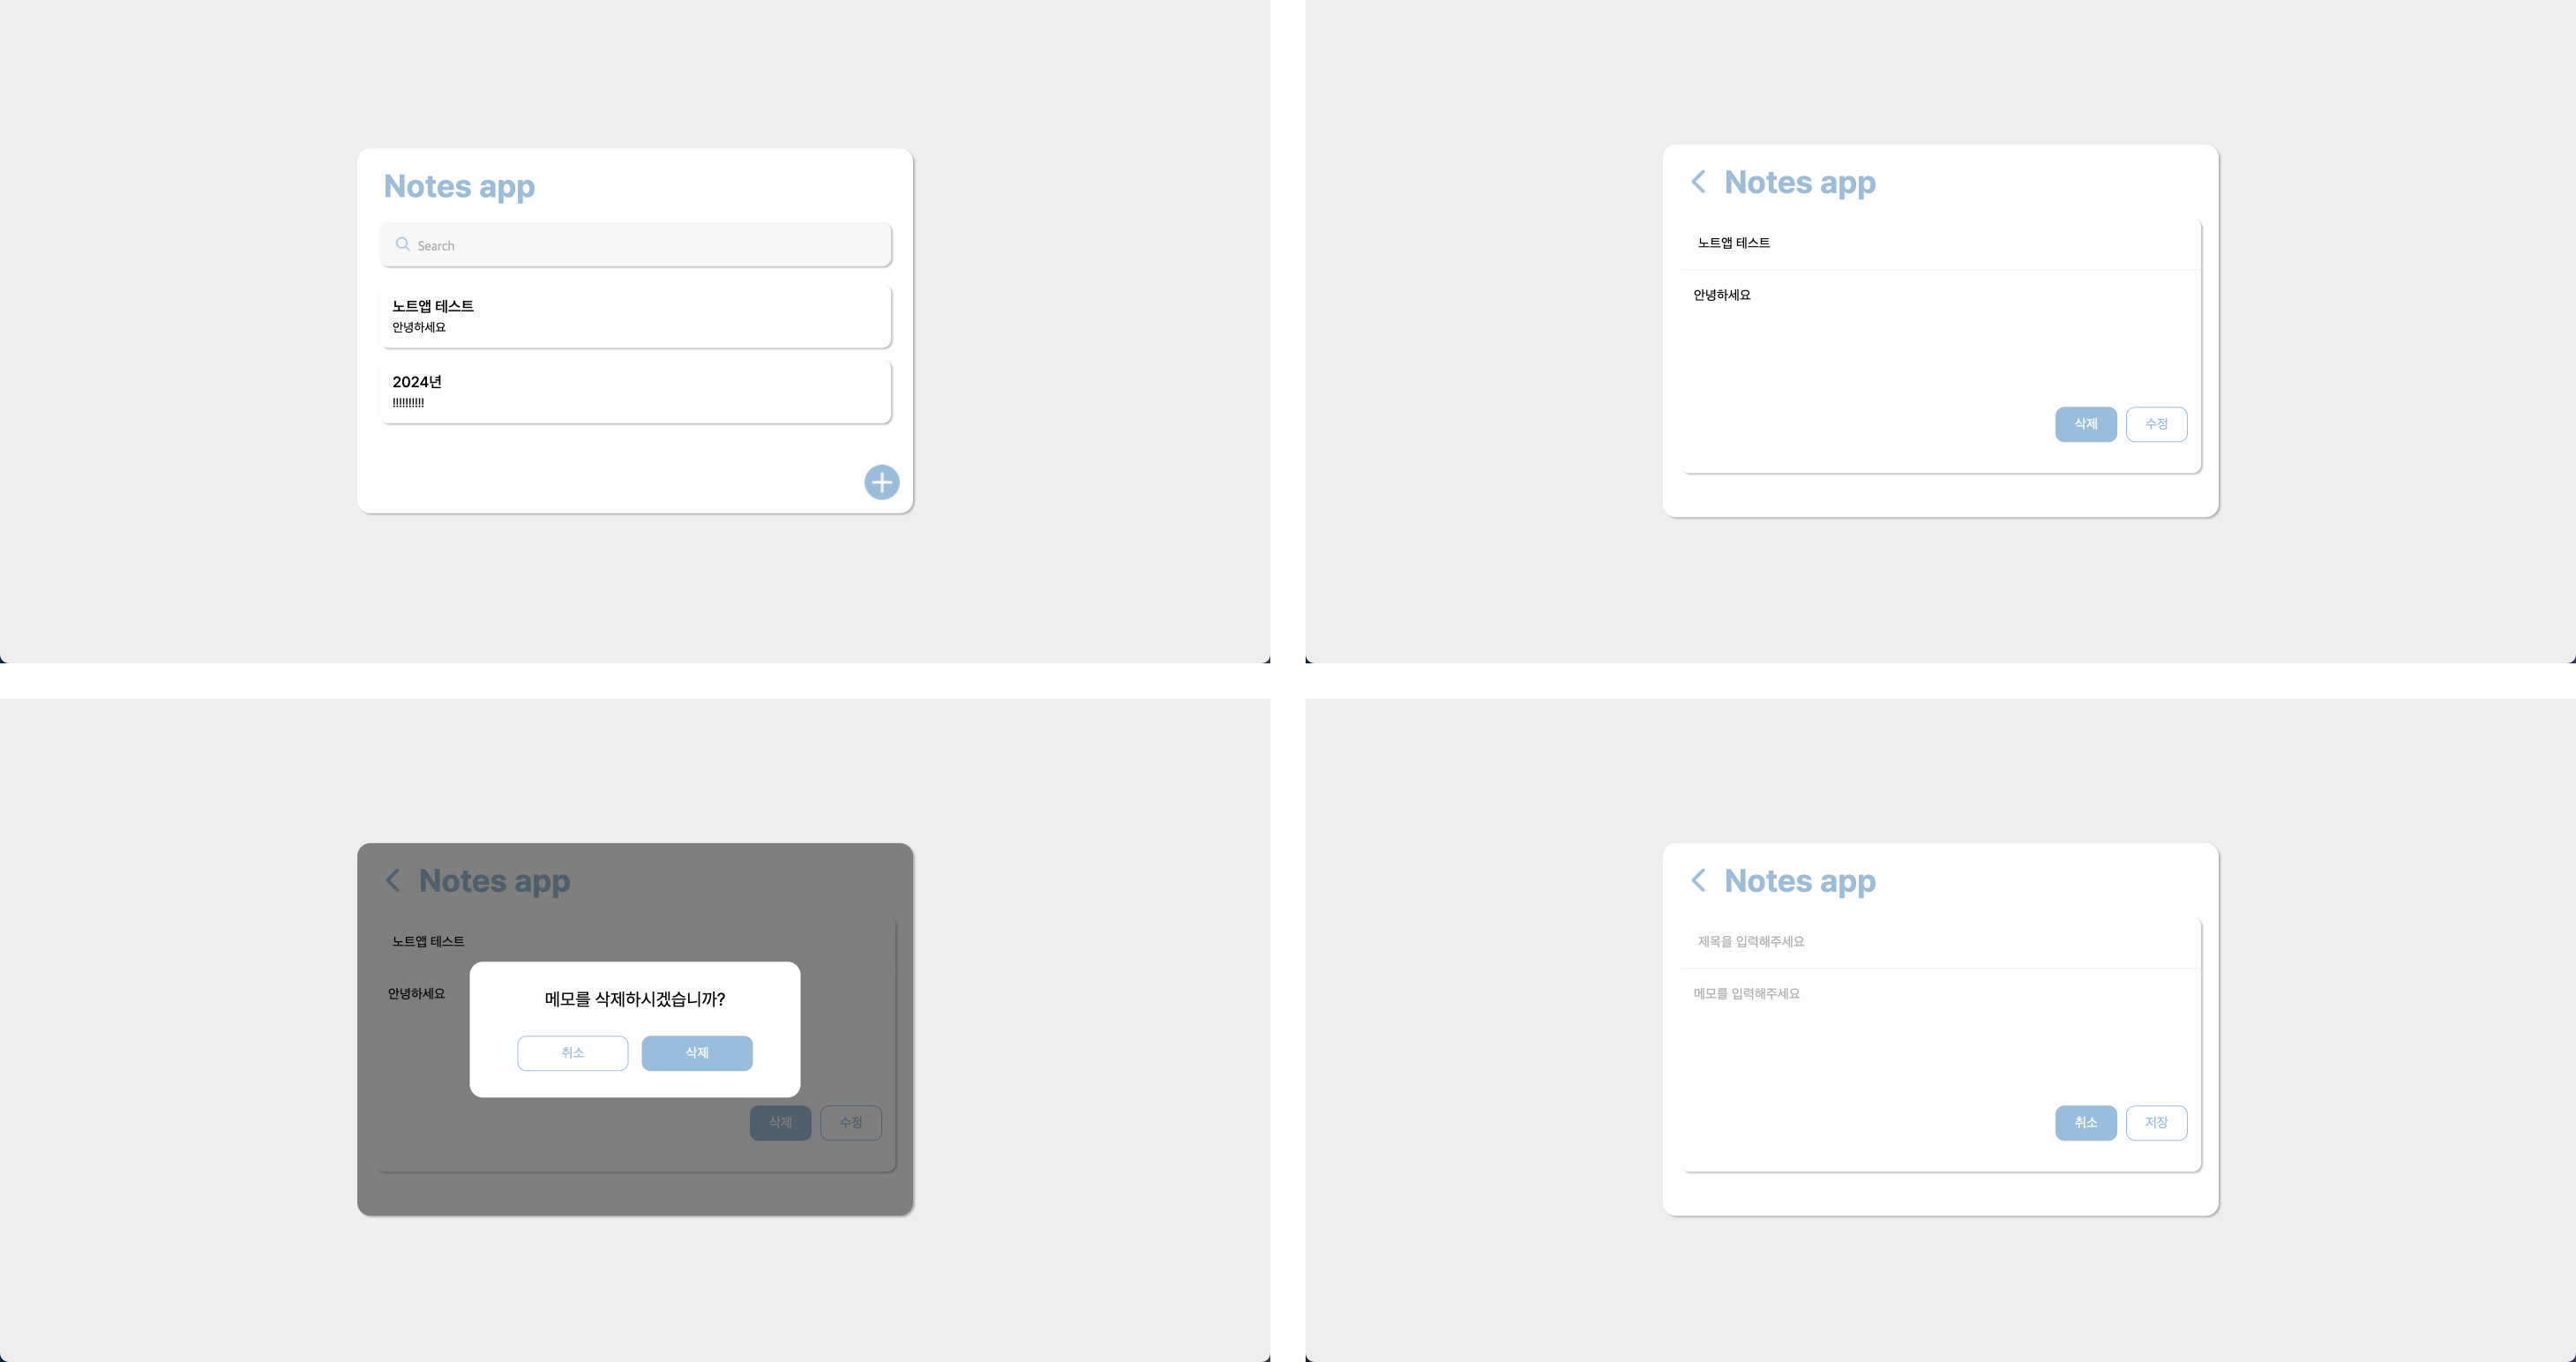 Notes app
Search
노트앱 테스트
안녕하세요
2024년
!!!!!!!!!!
Notes app
노트앱 테스트
안녕하세요
삭제 수정
Notes app
노트앱 테스트
안녕하세요
메모를 삭제하시겠습니까?
취소 삭제
삭제 수정
Notes app
제목을 입력해주세요
메모를 입력해주세요
취소 저장